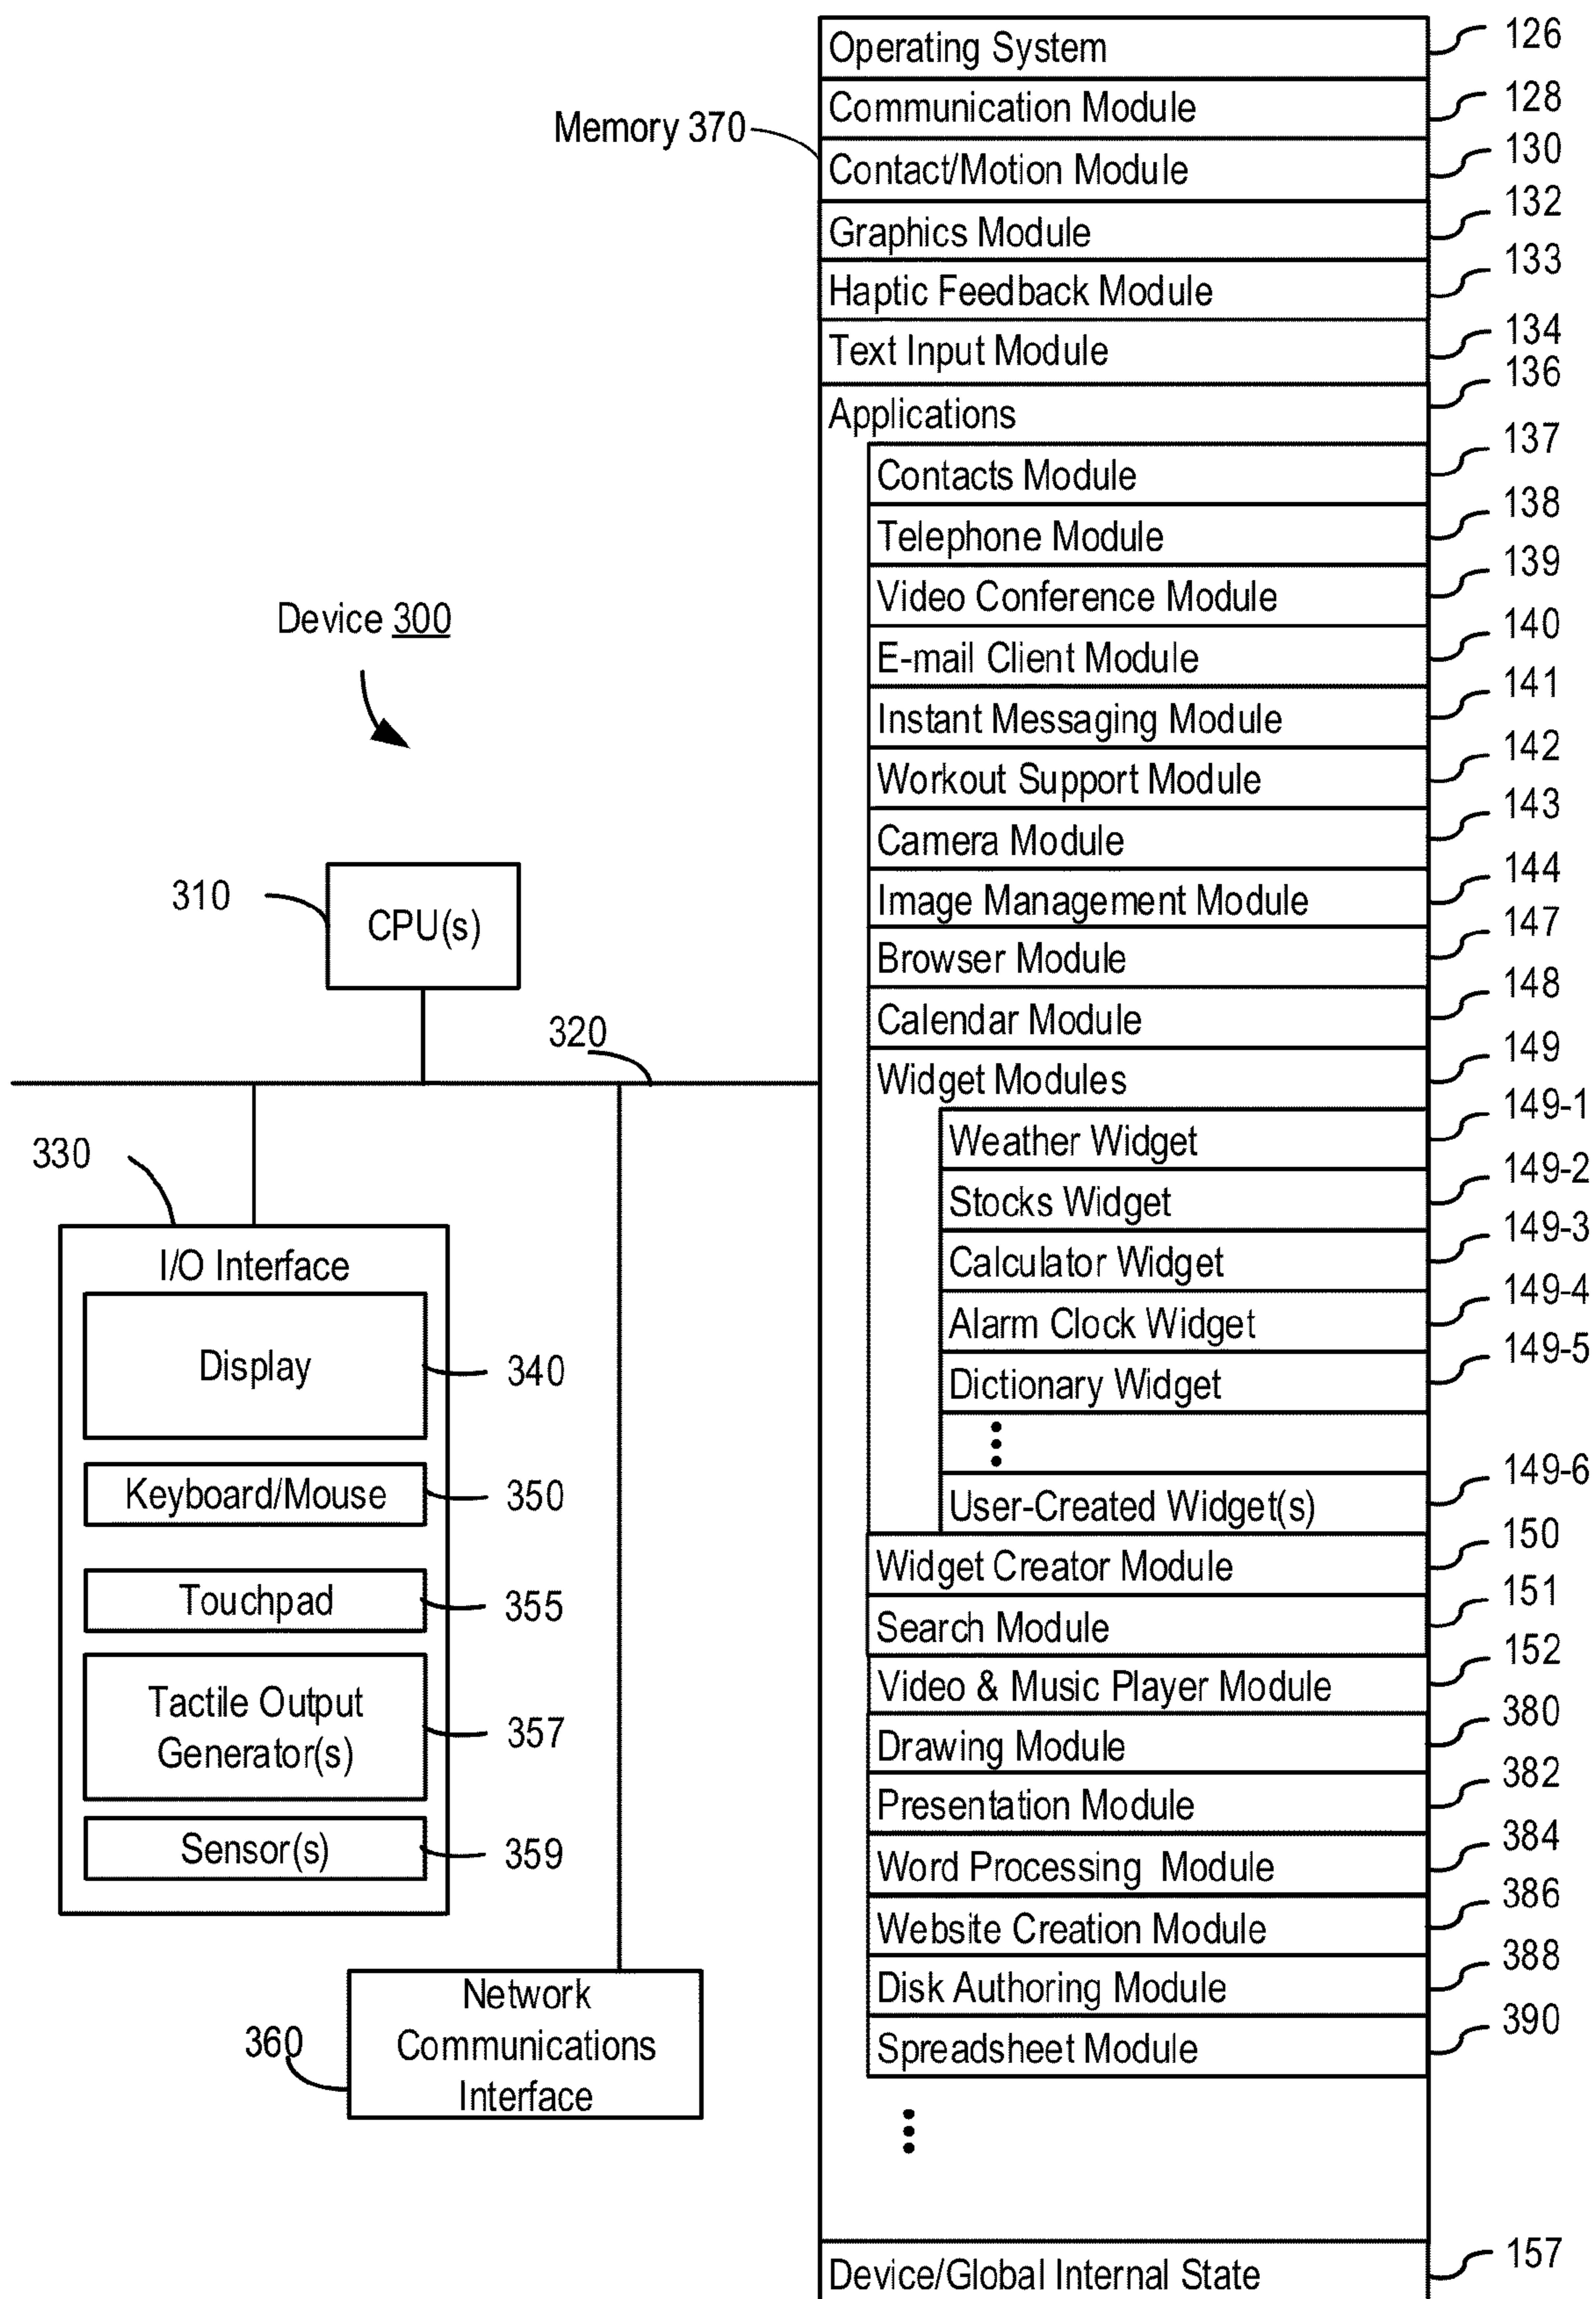 Memory 370
Operating System 126
Communication Module 128
Contact/Motion Module 130
Graphics Module 132
Haptic Feedback Module 133
Text Input Module 134
Applications 136
Contacts Module 137
Telephone Module 138
Video Conference Module 139
E-mail Client Module 140
Instant Messaging Module 141
Workout Support Module 142
Camera Module 143
Image Management Module 144
Browser Module 147
Calendar Module 148
Widget Modules 149
Weather Widget 149-1
Stocks Widget 149-2
Calculator Widget 149-3
Alarm Clock Widget 149-4
Dictionary Widget 149-5
User-Created Widget(s) 149-6
Widget Creator Module 150
Search Module 151
Video & Music Player Module 152
Drawing Module 380
Presentation Module 382
Word Processing Module 384
Website Creation Module 386
Disk Authoring Module 388
Spreadsheet Module 390
Device/Global Internal State 157
Device 300
310
CPU(s)
320
330
I/O Interface
Display 340
Keyboard/Mouse 350
Touchpad 355
Tactile Output
Generator(s) 357
Sensor(s) 359
360
Network
Communications
Interface